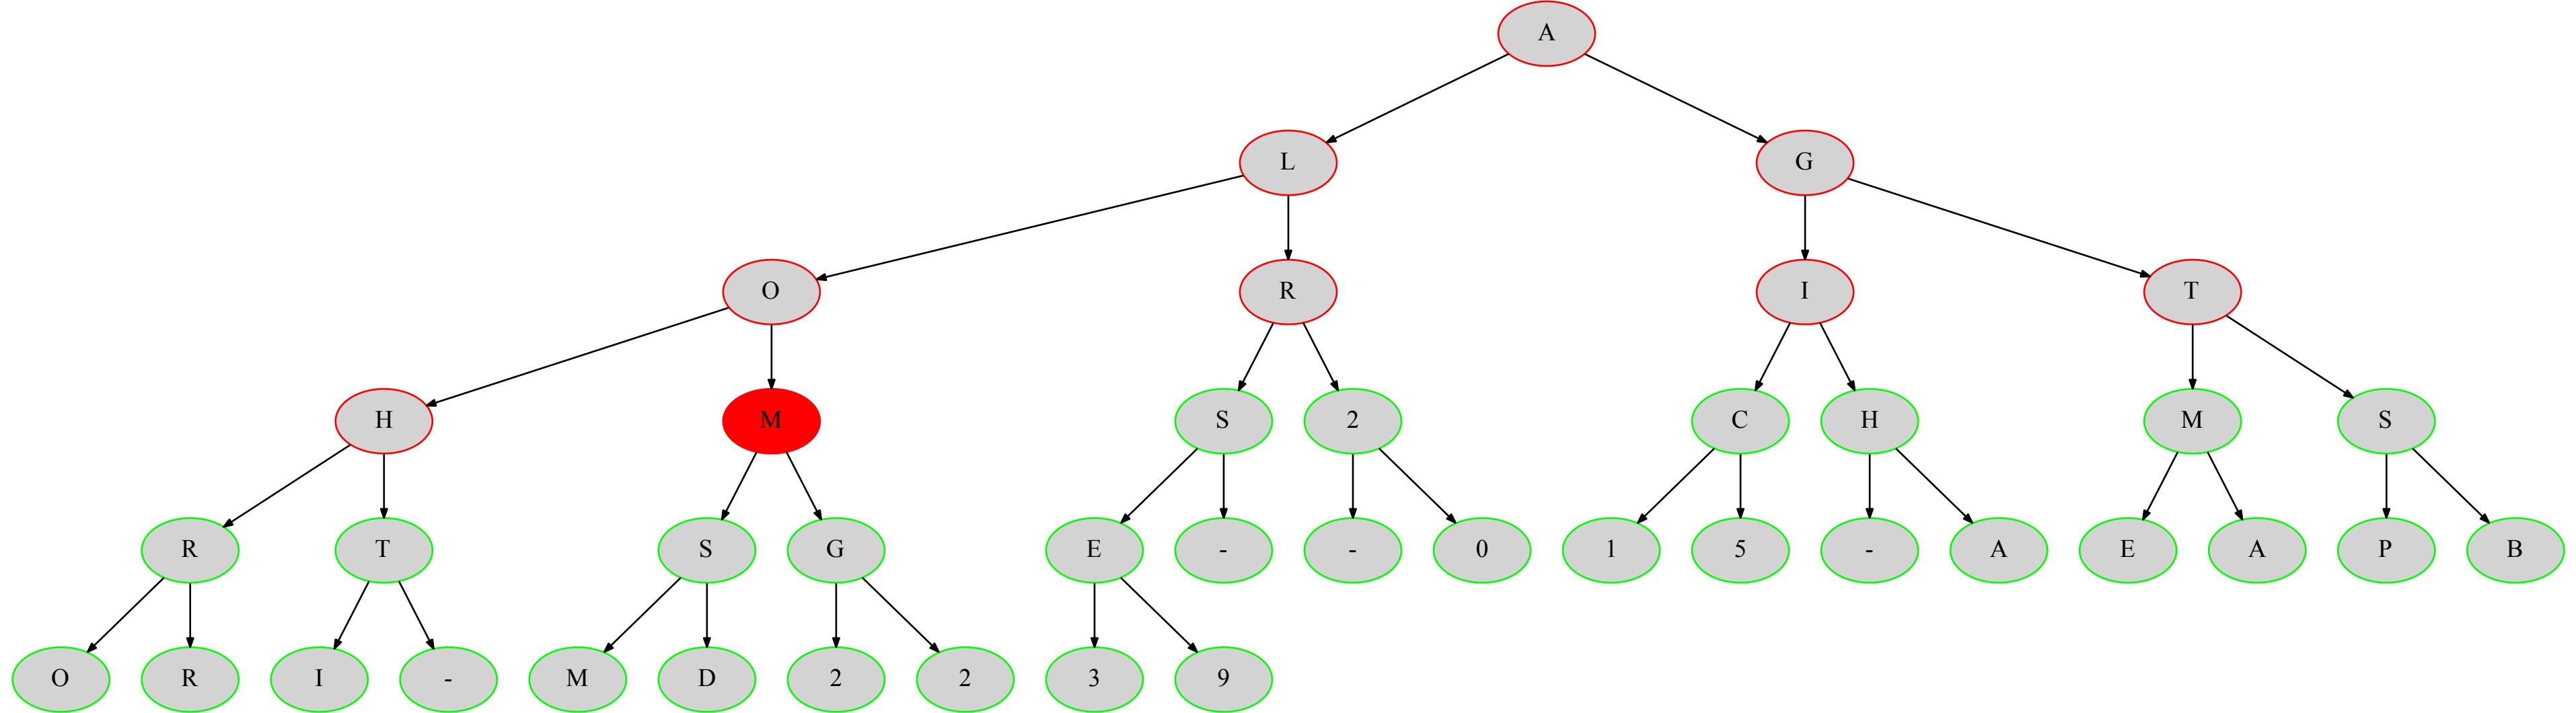 A
L G
O R I T
H M S 2 C H M S
R T S G E - - 0 1 5 - A E A P B
O R I - M D 2 2 3 9